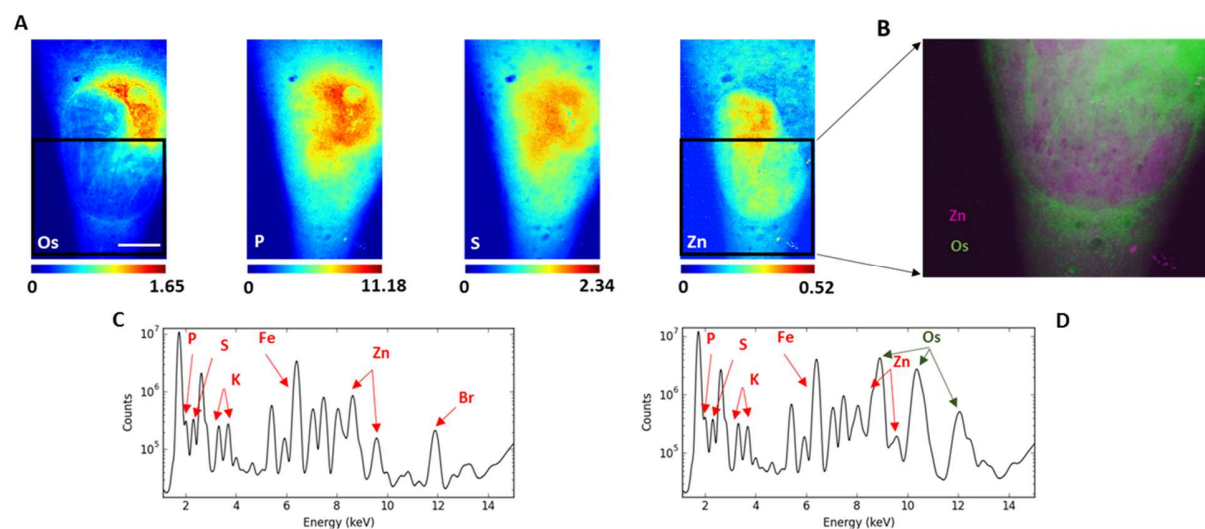 A
B
Os
P
S
Zn
0 1.65
0 11.18
0 2.34
0 0.52
Zn
Os
C
D
10⁷
10⁶
10⁵
Counts
P
S
K
Fe
Zn
Br
2 4 6 8 10 12 14
Energy (keV)
10⁷
10⁶
10⁵
Counts
P
S
K
Fe
Zn
Os
2 4 6 8 10 12 14
Energy (keV)